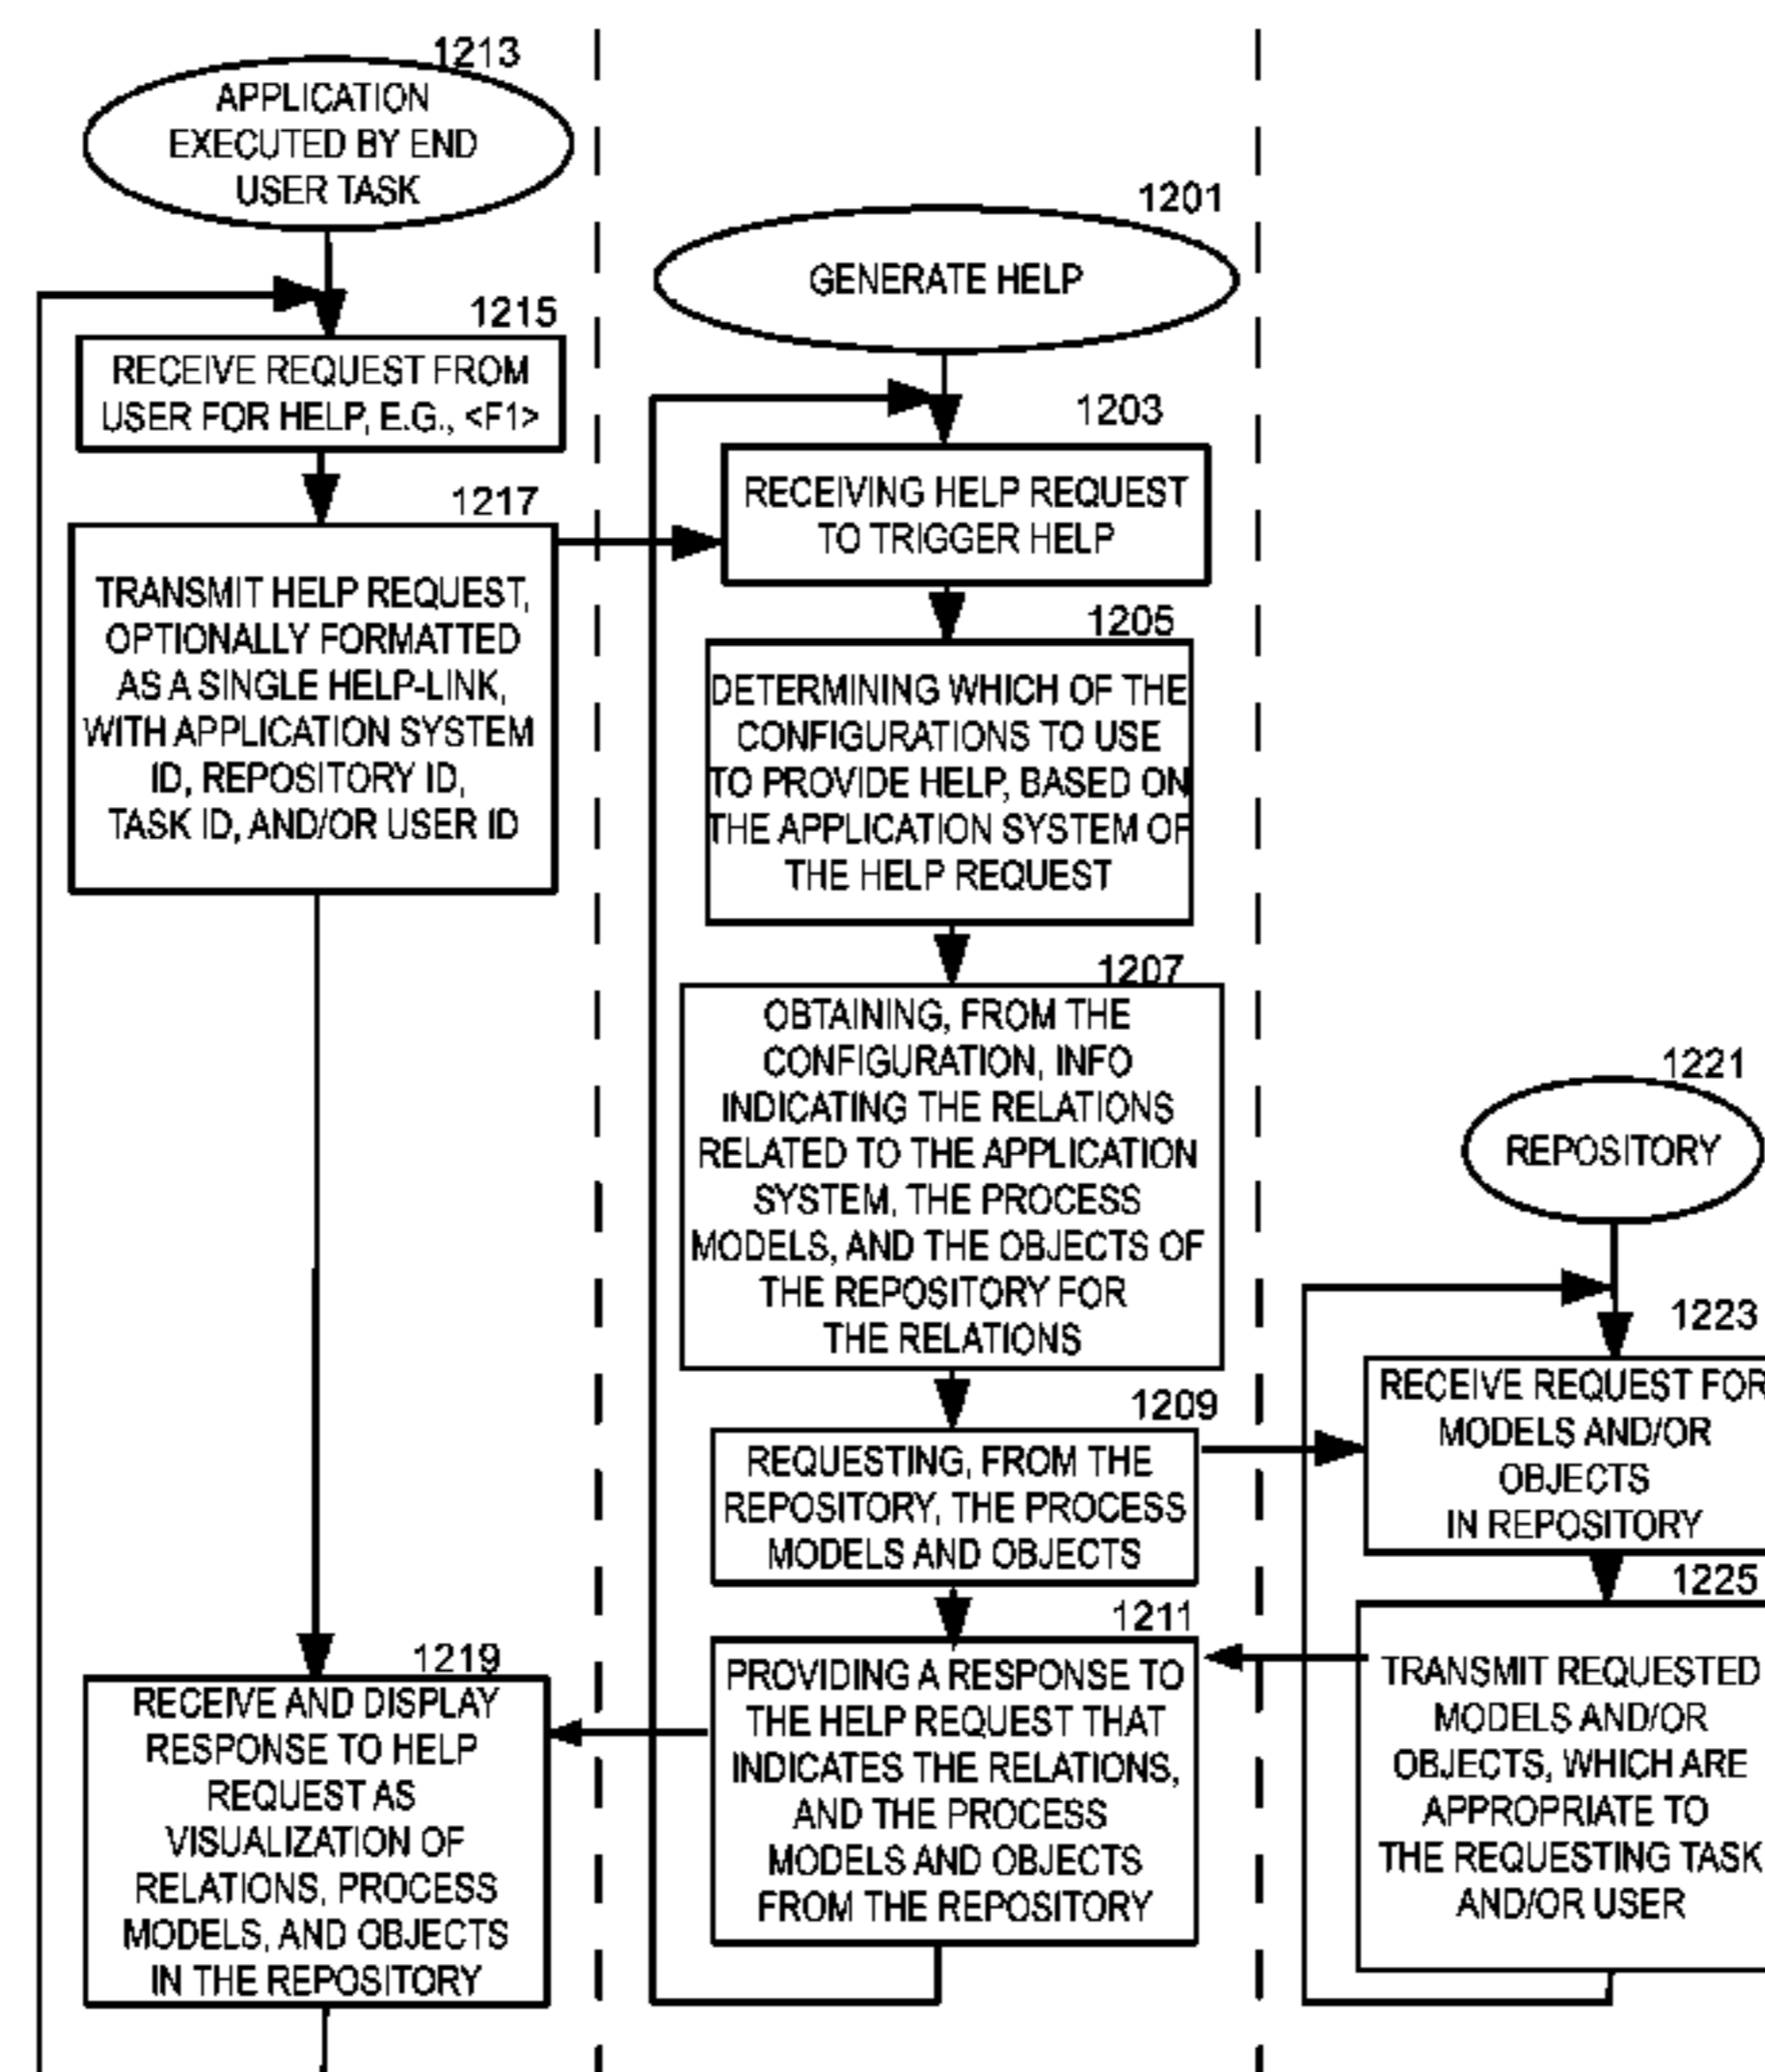 1213
APPLICATION
EXECUTED BY END
USER TASK
1215
RECEIVE REQUEST FROM
USER FOR HELP, E.G., <F1>
1217
TRANSMIT HELP REQUEST,
OPTIONALLY FORMATTED
AS A SINGLE HELP-LINK,
WITH APPLICATION SYSTEM
ID, REPOSITORY ID,
TASK ID, AND/OR USER ID
1219
RECEIVE AND DISPLAY
RESPONSE TO HELP
REQUEST AS
VISUALIZATION OF
RELATIONS, PROCESS
MODELS, AND OBJECTS
IN THE REPOSITORY
1201
GENERATE HELP
1203
RECEIVING HELP REQUEST
TO TRIGGER HELP
1205
DETERMINING WHICH OF THE
CONFIGURATIONS TO USE
TO PROVIDE HELP, BASED ON
THE APPLICATION SYSTEM OF
THE HELP REQUEST
1207
OBTAINING, FROM THE
CONFIGURATION, INFO
INDICATING THE RELATIONS
RELATED TO THE APPLICATION
SYSTEM, THE PROCESS
MODELS, AND THE OBJECTS OF
THE REPOSITORY FOR
THE RELATIONS
1209
REQUESTING, FROM THE
REPOSITORY, THE PROCESS
MODELS AND OBJECTS
1211
PROVIDING A RESPONSE TO
THE HELP REQUEST THAT
INDICATES THE RELATIONS,
AND THE PROCESS
MODELS AND OBJECTS
FROM THE REPOSITORY
1221
REPOSITORY
1223
RECEIVE REQUEST FOR
MODELS AND/OR
OBJECTS
IN REPOSITORY
1225
TRANSMIT REQUESTED
MODELS AND/OR
OBJECTS, WHICH ARE
APPROPRIATE TO
THE REQUESTING TASK
AND/OR USER